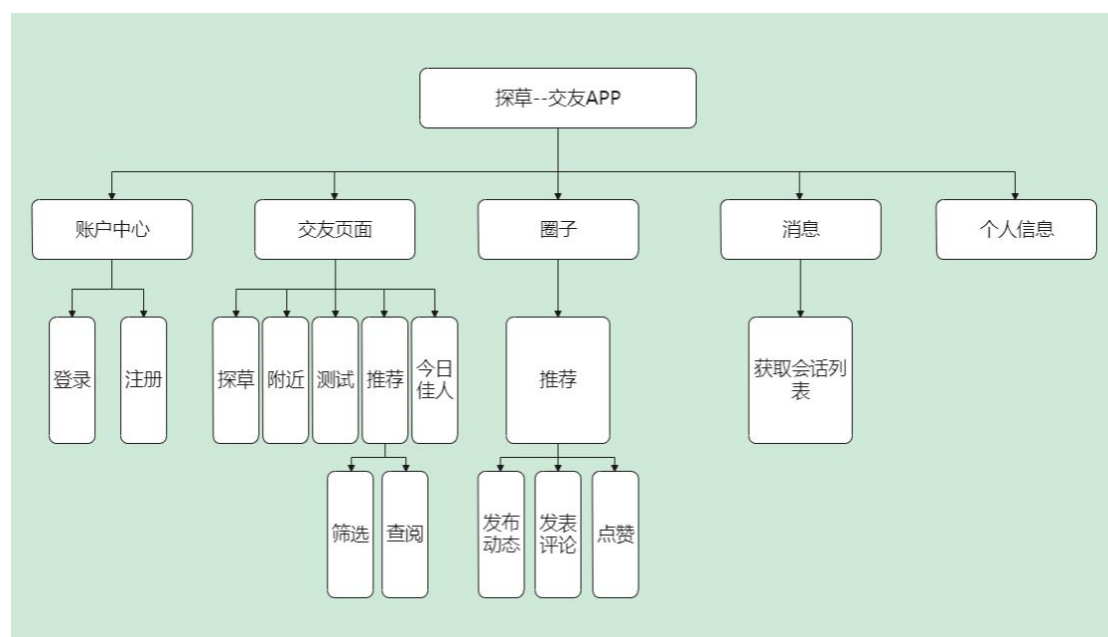 探草--交友APP
账户中心
交友页面
圈子
消息
个人信息
登录
注册
探草
附近
测试
推荐
今日
佳人
推荐
获取会话列
表
筛选
查阅
发布
动态
发表
评论
点赞